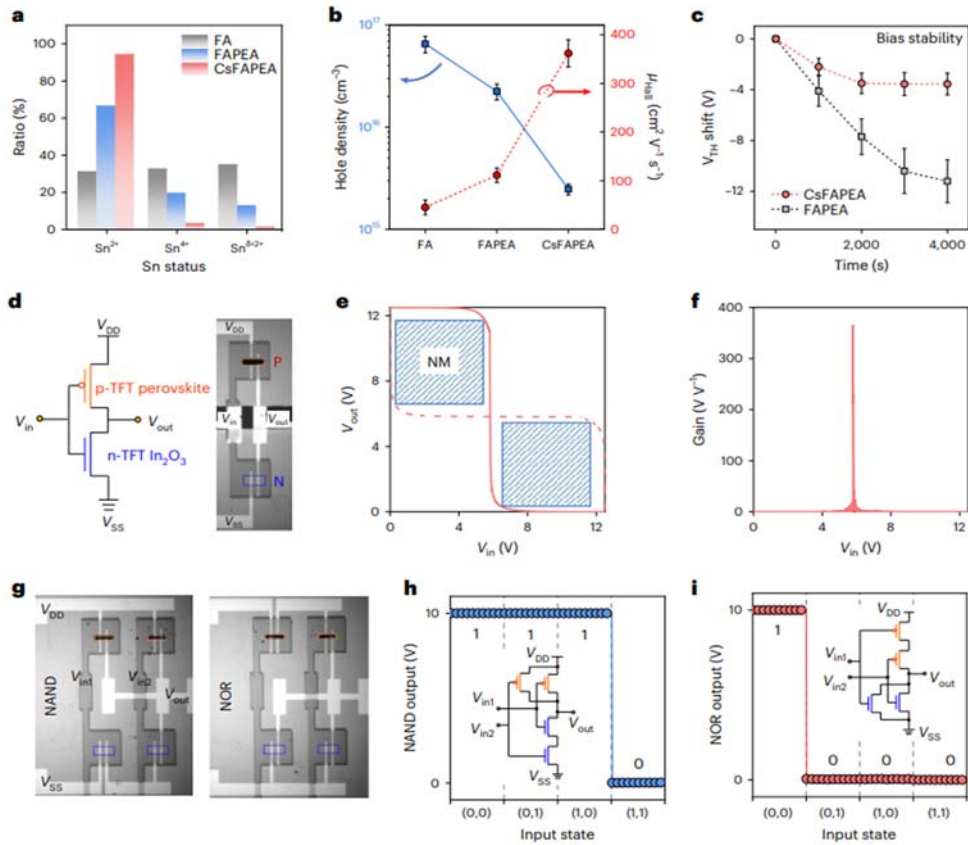 a
100
80
60
40
20
0
Ratio (%)
FA
FAPEA
CsFAPEA
Sn²⁺
Sn⁴⁺
Sn^δ<2+
Sn status
b
10¹⁷
10¹⁶
10¹⁵
Hole density (cm⁻³)
400
300
200
100
0
μHall (cm² V⁻¹ s⁻¹)
FA
FAPEA
CsFAPEA
c
Bias stability
0
−4
−8
−12
VTH shift (V)
CsFAPEA
FAPEA
0
2,000
4,000
Time (s)
d
VDD
p-TFT perovskite
Vin
Vout
n-TFT In₂O₃
VSS
VDD
P
Vin
Vout
N
VSS
e
12
8
4
0
Vout (V)
NM
0
4
8
12
Vin (V)
f
400
300
200
100
0
Gain (V V⁻¹)
0
4
8
12
Vin (V)
g
VDD
NAND
Vin1
Vin2
Vout
VSS
NOR
h
10
0
NAND output (V)
1
1
1
0
VDD
Vin1
Vin2
Vout
VSS
(0,0)
(0,1)
(1,0)
(1,1)
Input state
i
10
0
NOR output (V)
1
0
0
0
VDD
Vin1
Vin2
Vout
VSS
(0,0)
(0,1)
(1,0)
(1,1)
Input state